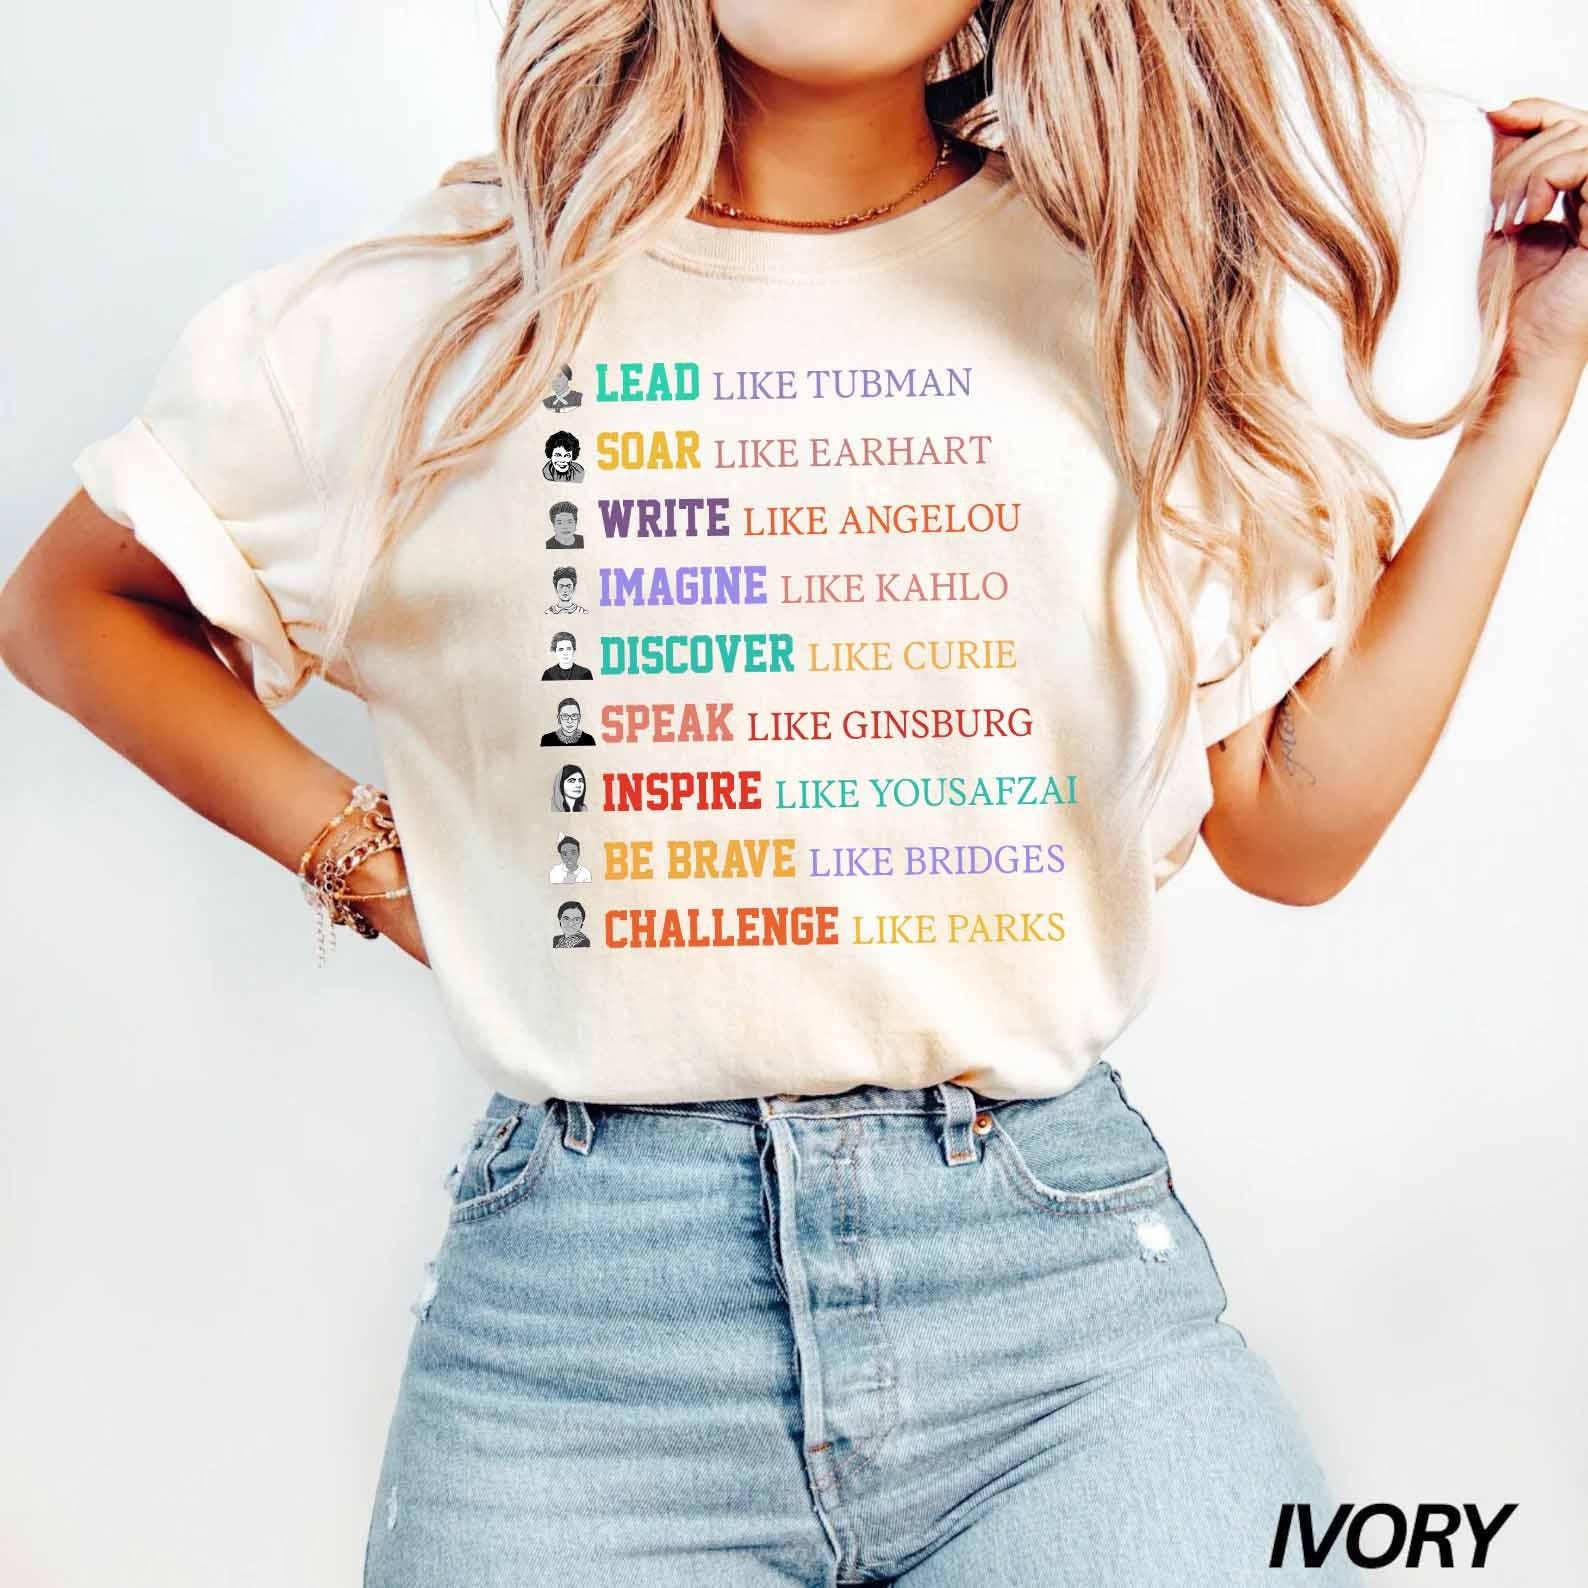 LEAD LIKE TUBMAN
SOAR LIKE EARHART
WRITE LIKE ANGELOU
IMAGINE LIKE KAHLO
DISCOVER LIKE CURIE
SPEAK LIKE GINSBURG
INSPIRE LIKE YOUSAFZAI
BE BRAVE LIKE BRIDGES
CHALLENGE LIKE PARKS
IVORY